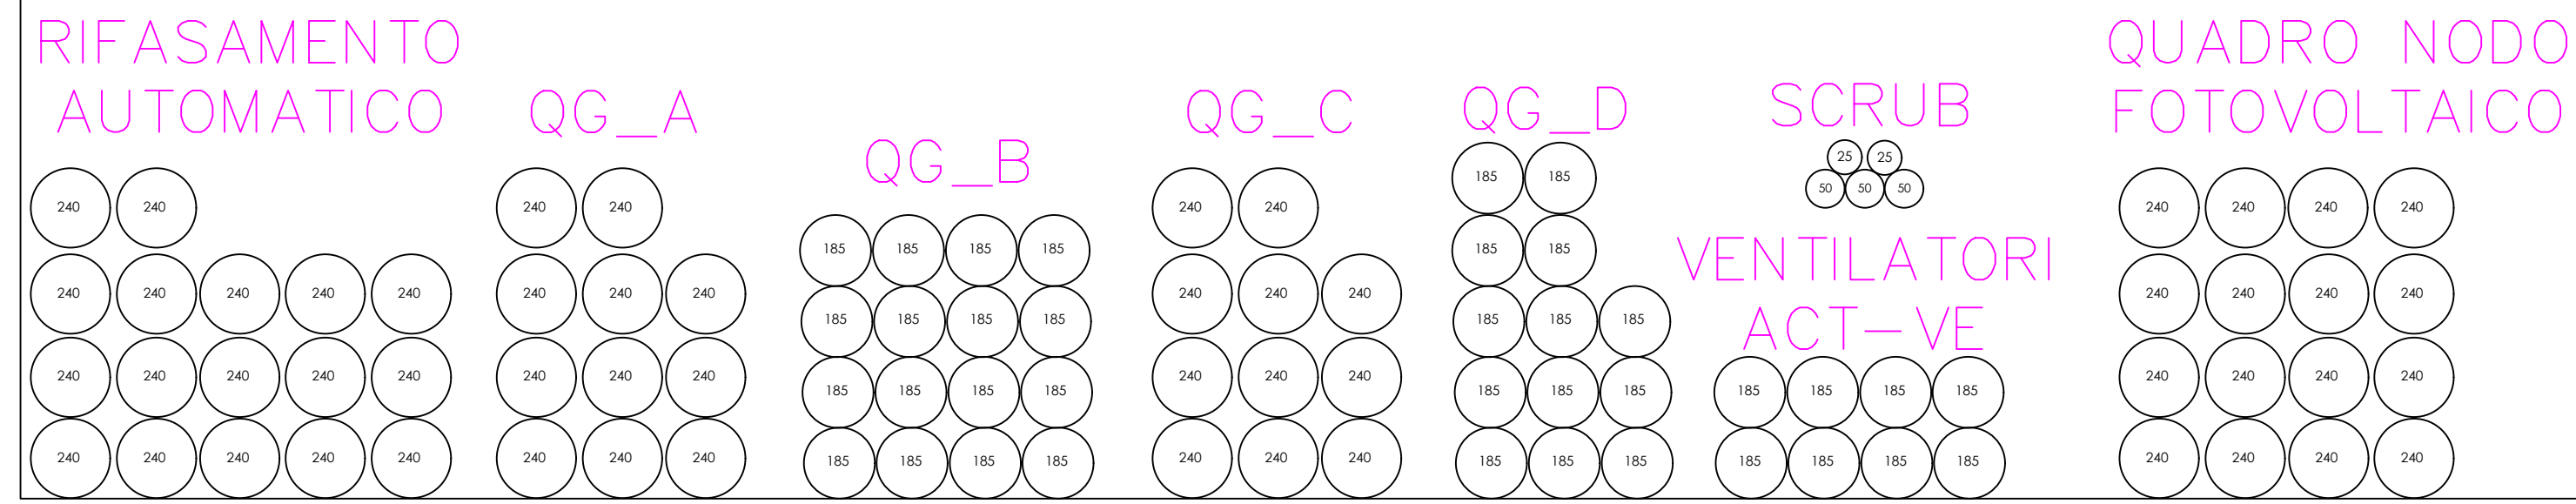 RIFASAMENTO
AUTOMATICO
240 240
240 240 240 240 240
240 240 240 240 240
240 240 240 240 240
QG_A
240 240
240 240 240
240 240 240
240 240 240
QG_B
185 185 185 185
185 185 185 185
185 185 185 185
185 185 185 185
QG_C
240 240
240 240 240
240 240 240
240 240 240
QG_D
185 185
185 185
185 185 185
185 185 185
185 185 185
SCRUB
25 25
50 50 50
VENTILATORI
ACT-VE
185 185 185 185
185 185 185 185
QUADRO NODO
FOTOVOLTAICO
240 240 240 240
240 240 240 240
240 240 240 240
240 240 240 240